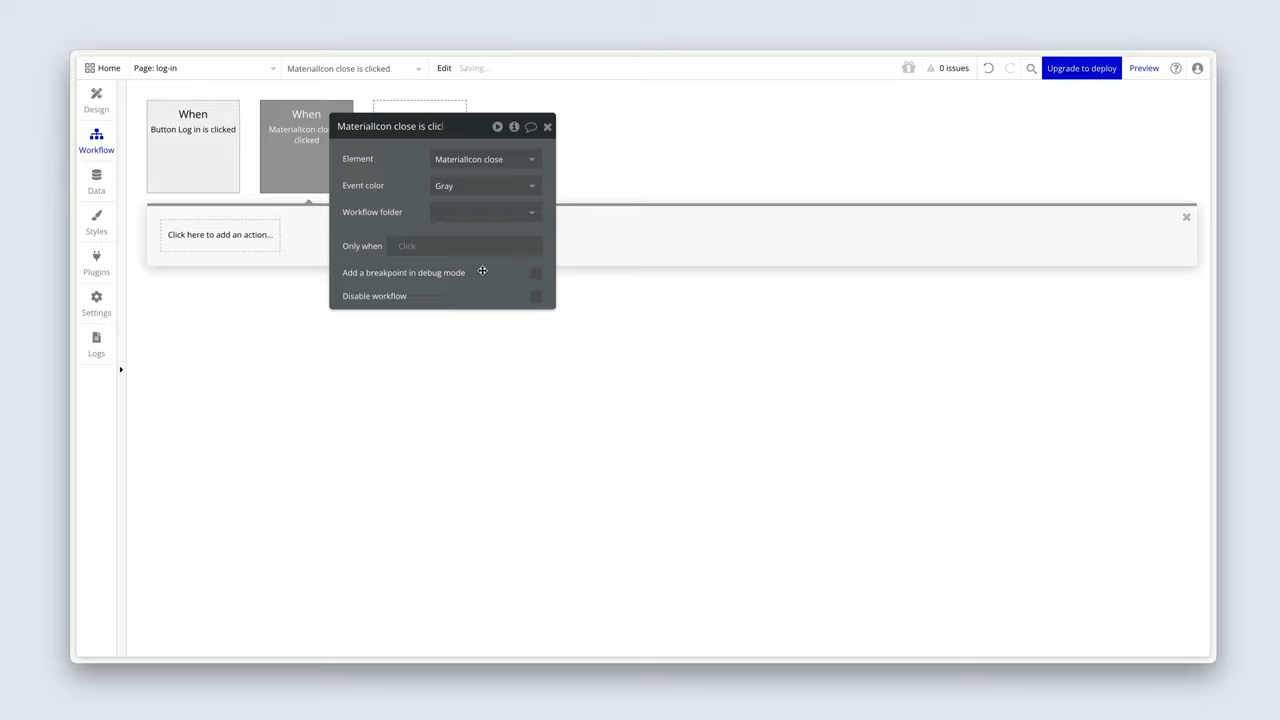 Home
Page: log-in
MaterialIcon close is clicked
Edit
Saving...
0 issues
Upgrade to deploy
Preview
Design
Workflow
Data
Styles
Plugins
Settings
Logs
When
Button Log in is clicked
When
MaterialIcon clo
clicked
Click here to add an action...
MaterialIcon close is clicl
Element
MaterialIcon close
Event color
Gray
Workflow folder
Only when
Click
Add a breakpoint in debug mode
Disable workflow